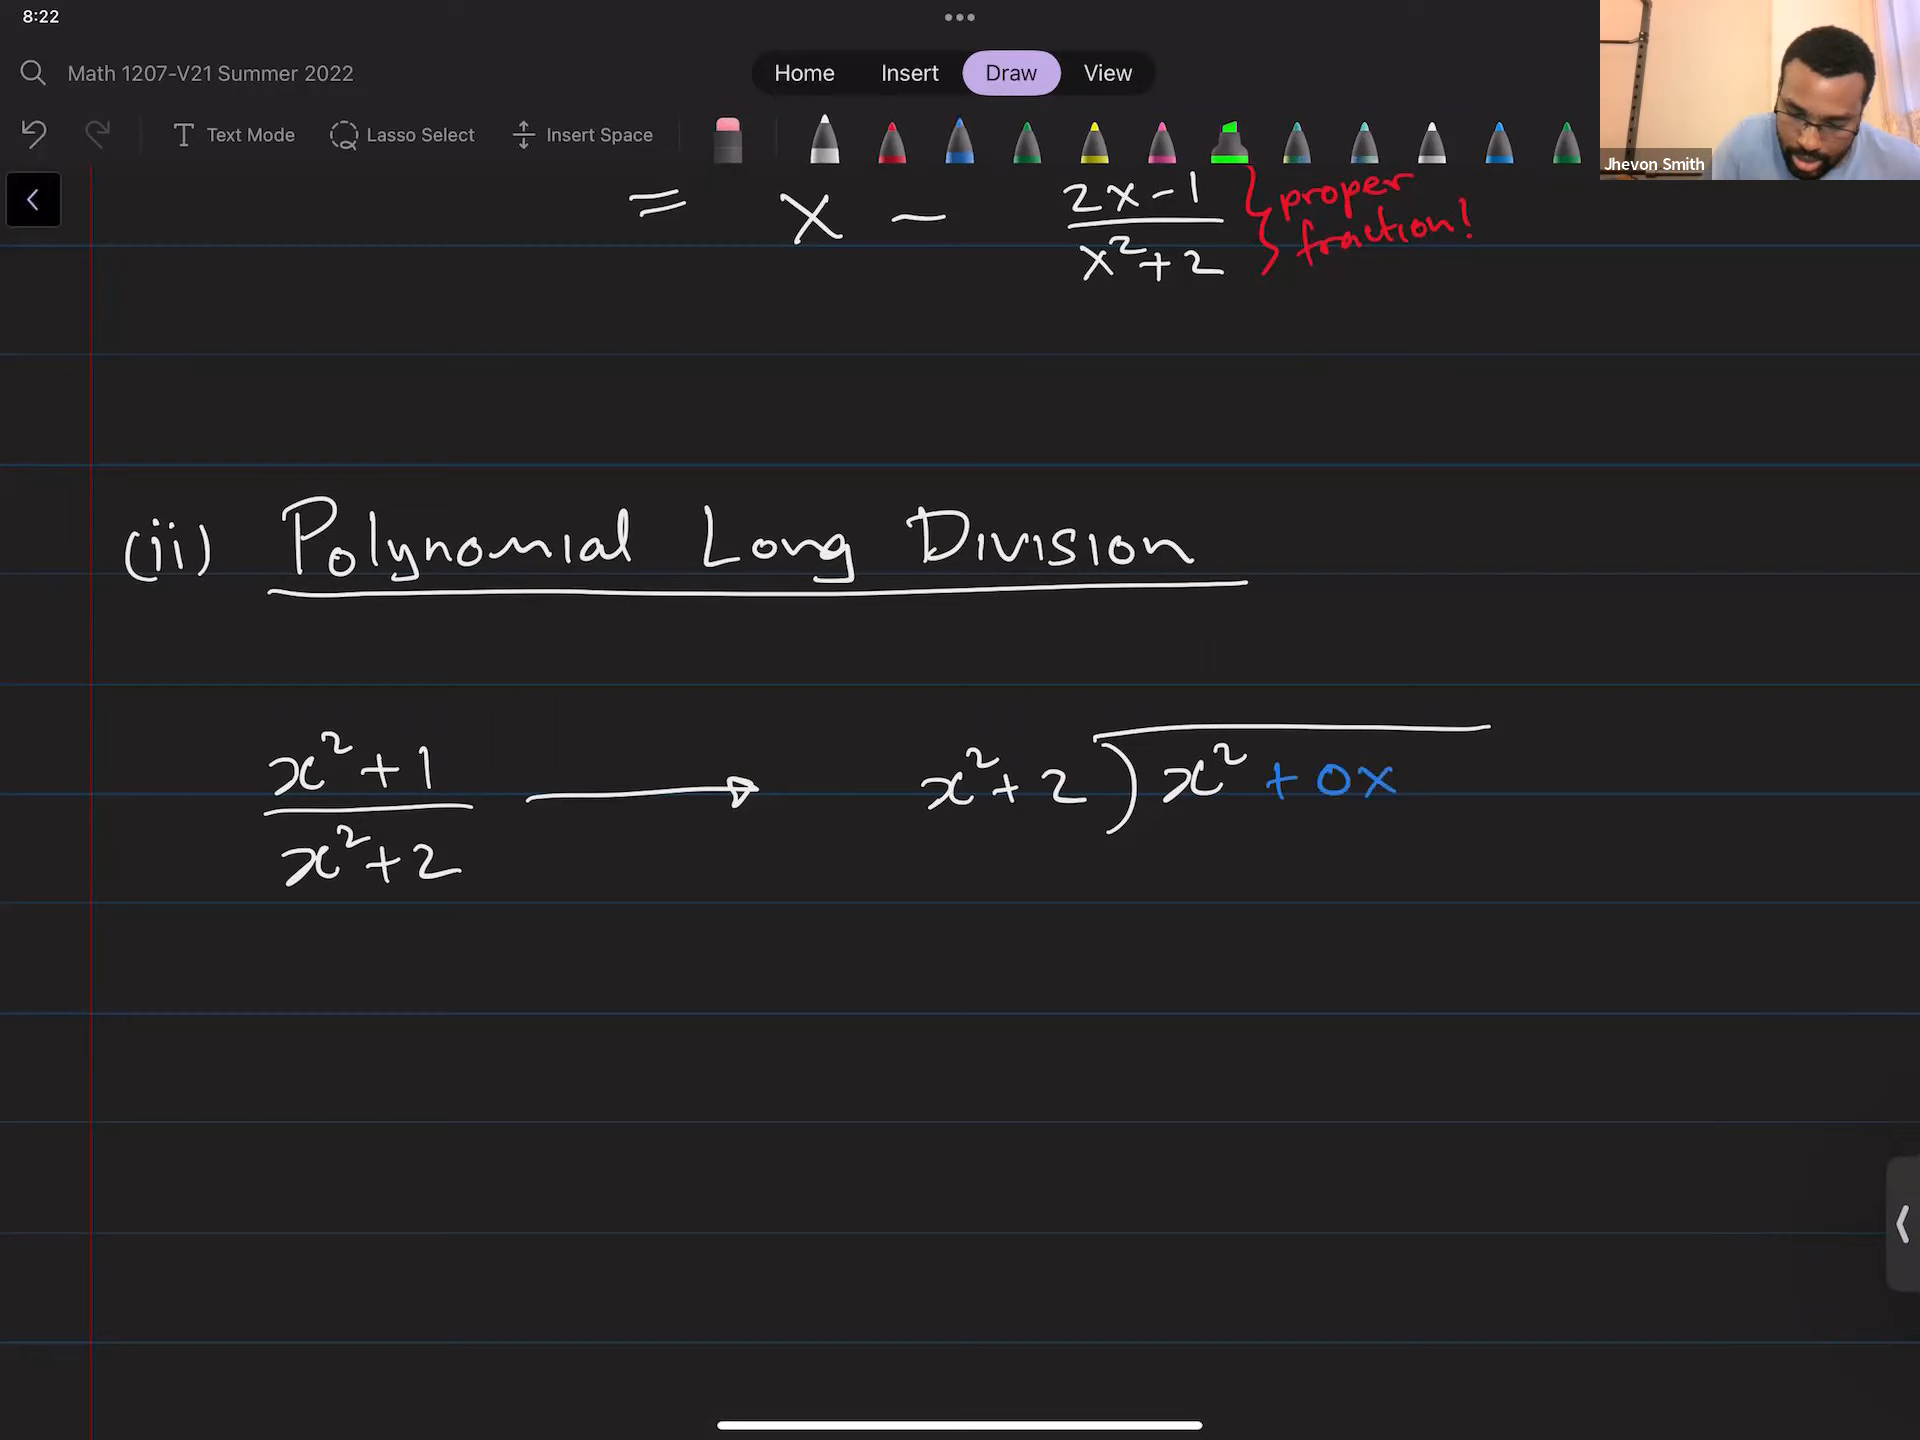 8:22
Math 1207-V21 Summer 2022
Home Insert Draw View
Text Mode Lasso Select Insert Space
Jhevon Smith
= x - (2x-1)/(x²+2) } proper fraction!
(ii) Polynomial Long Division
(x²+1)/(x²+2) → x²+2 ) x² + 0x